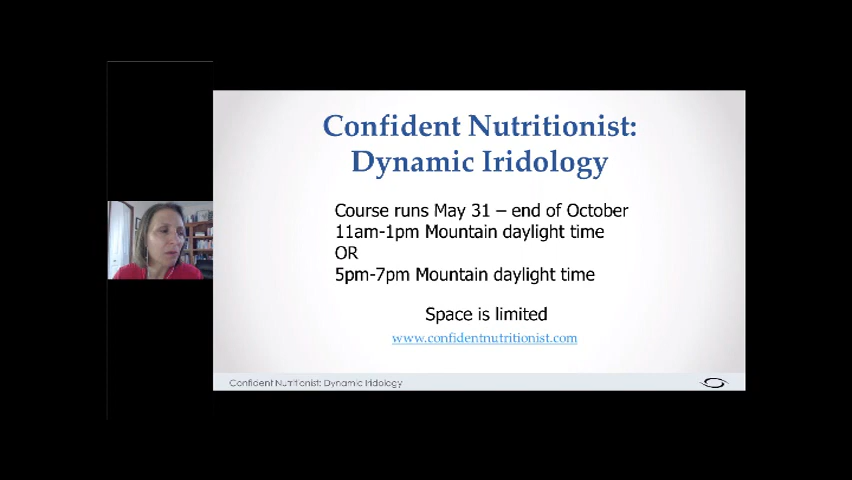 Confident Nutritionist:
Dynamic Iridology
Course runs May 31 – end of October
11am-1pm Mountain daylight time
OR
5pm-7pm Mountain daylight time
Space is limited
www.confidentnutritionist.com
Confident Nutritionist: Dynamic Iridology